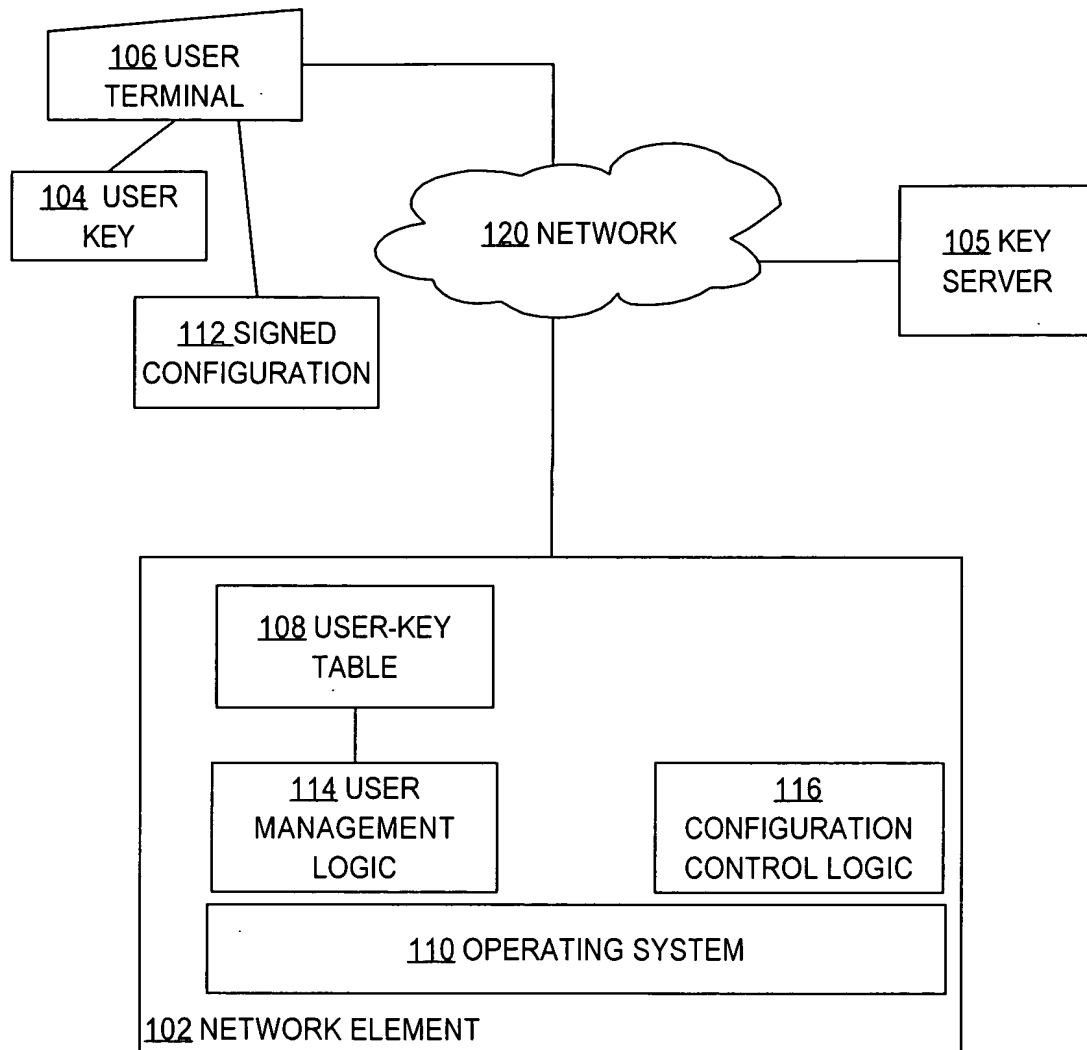 106 USER
TERMINAL
104 USER
KEY
112 SIGNED
CONFIGURATION
120 NETWORK
105 KEY
SERVER
108 USER-KEY
TABLE
114 USER
MANAGEMENT
LOGIC
116
CONFIGURATION
CONTROL LOGIC
110 OPERATING SYSTEM
102 NETWORK ELEMENT